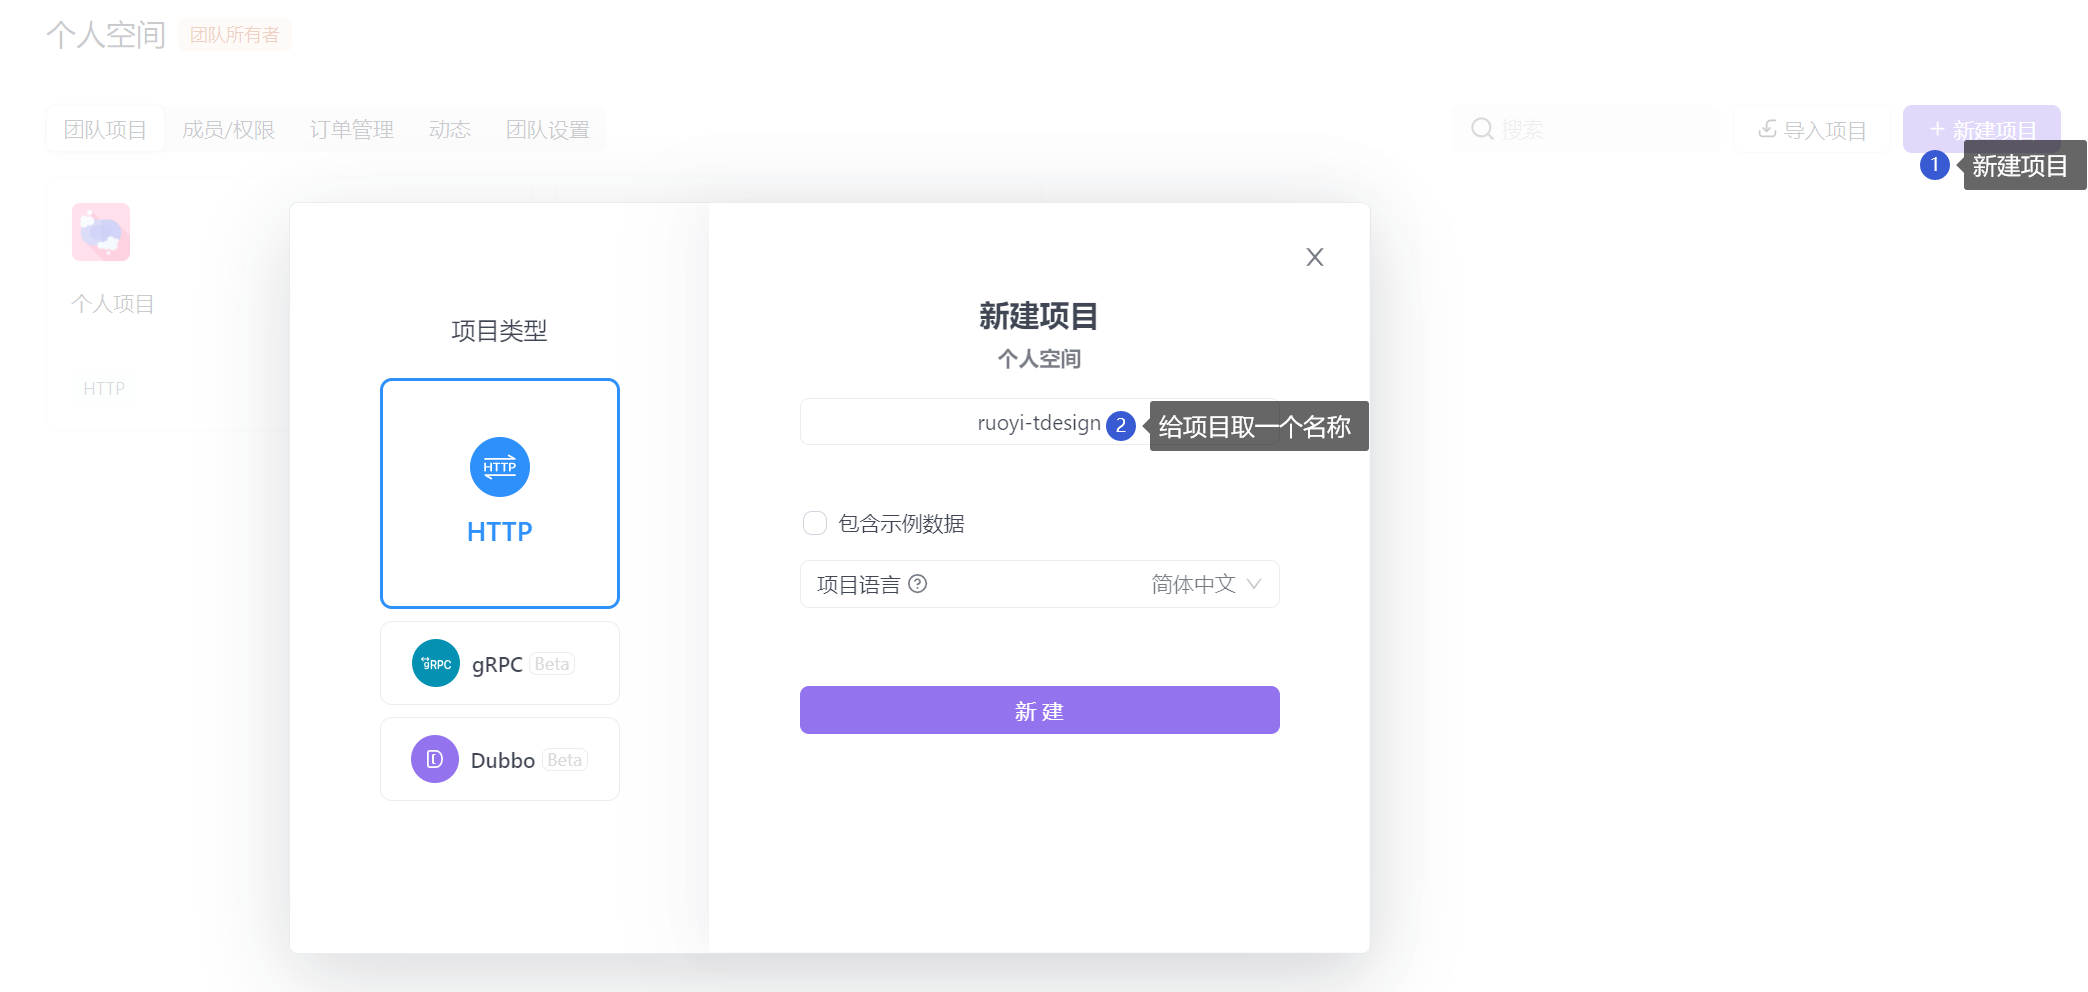 个人空间 团队所有者
团队项目 成员/权限 订单管理 动态 团队设置 搜索 导入项目 + 新建项目
1 新建项目
个人项目
HTTP
项目类型
HTTP
HTTP
gRPC gRPC Beta
D Dubbo Beta
X
新建项目
个人空间
ruoyi-tdesign 2 给项目取一个名称
包含示例数据
项目语言 ? 简体中文
新 建